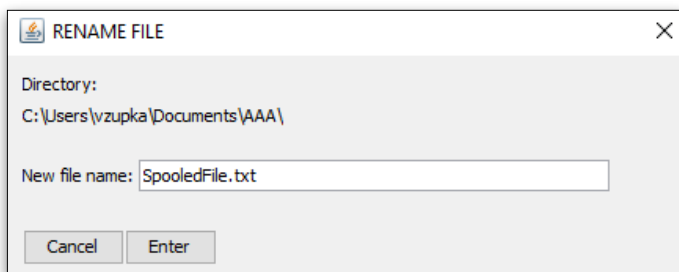 RENAME FILE
Directory:
C:\Users\vzupka\Documents\AAA\
New file name: SpooledFile.txt
Cancel Enter